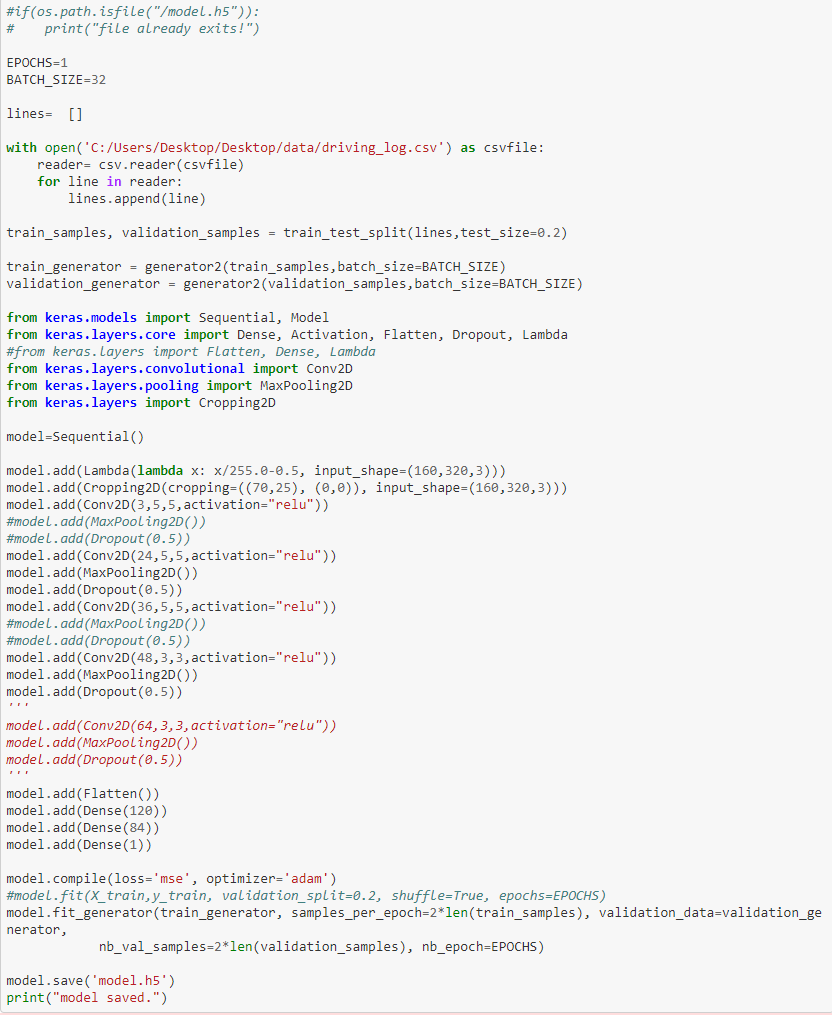 #if(os.path.isfile("/model.h5")):
#    print("file already exits!")

EPOCHS=1
BATCH_SIZE=32

lines=  []

with open('C:/Users/Desktop/Desktop/data/driving_log.csv') as csvfile:
    reader= csv.reader(csvfile)
    for line in reader:
        lines.append(line)

train_samples, validation_samples = train_test_split(lines,test_size=0.2)

train_generator = generator2(train_samples,batch_size=BATCH_SIZE)
validation_generator = generator2(validation_samples,batch_size=BATCH_SIZE)

from keras.models import Sequential, Model
from keras.layers.core import Dense, Activation, Flatten, Dropout, Lambda
#from keras.layers import Flatten, Dense, Lambda
from keras.layers.convolutional import Conv2D
from keras.layers.pooling import MaxPooling2D
from keras.layers import Cropping2D

model=Sequential()

model.add(Lambda(lambda x: x/255.0-0.5, input_shape=(160,320,3)))
model.add(Cropping2D(cropping=((70,25), (0,0)), input_shape=(160,320,3)))
model.add(Conv2D(3,5,5,activation="relu"))
#model.add(MaxPooling2D())
#model.add(Dropout(0.5))
model.add(Conv2D(24,5,5,activation="relu"))
model.add(MaxPooling2D())
model.add(Dropout(0.5))
model.add(Conv2D(36,5,5,activation="relu"))
#model.add(MaxPooling2D())
#model.add(Dropout(0.5))
model.add(Conv2D(48,3,3,activation="relu"))
model.add(MaxPooling2D())
model.add(Dropout(0.5))
'''
model.add(Conv2D(64,3,3,activation="relu"))
model.add(MaxPooling2D())
model.add(Dropout(0.5))
'''
model.add(Flatten())
model.add(Dense(120))
model.add(Dense(84))
model.add(Dense(1))

model.compile(loss='mse', optimizer='adam')
#model.fit(X_train,y_train, validation_split=0.2, shuffle=True, epochs=EPOCHS)
model.fit_generator(train_generator, samples_per_epoch=2*len(train_samples), validation_data=validation_ge
nerator,
            nb_val_samples=2*len(validation_samples), nb_epoch=EPOCHS)

model.save('model.h5')
print("model saved.")